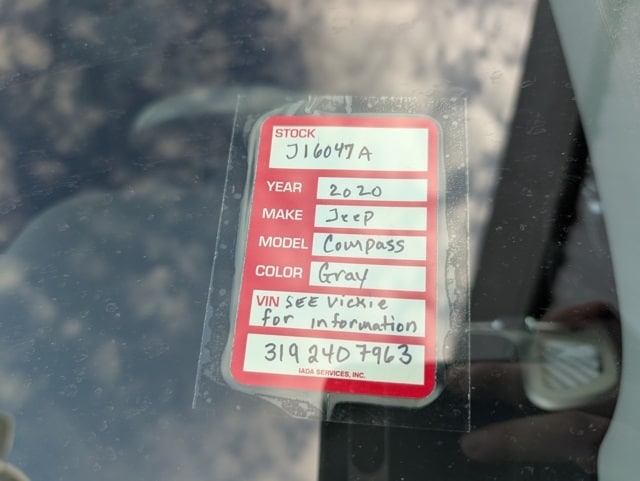 STOCK
J16047A
YEAR 2020
MAKE Jeep
MODEL Compass
COLOR Gray
VIN SEE Vickie
for information
319 240 7963
IADA SERVICES, INC.